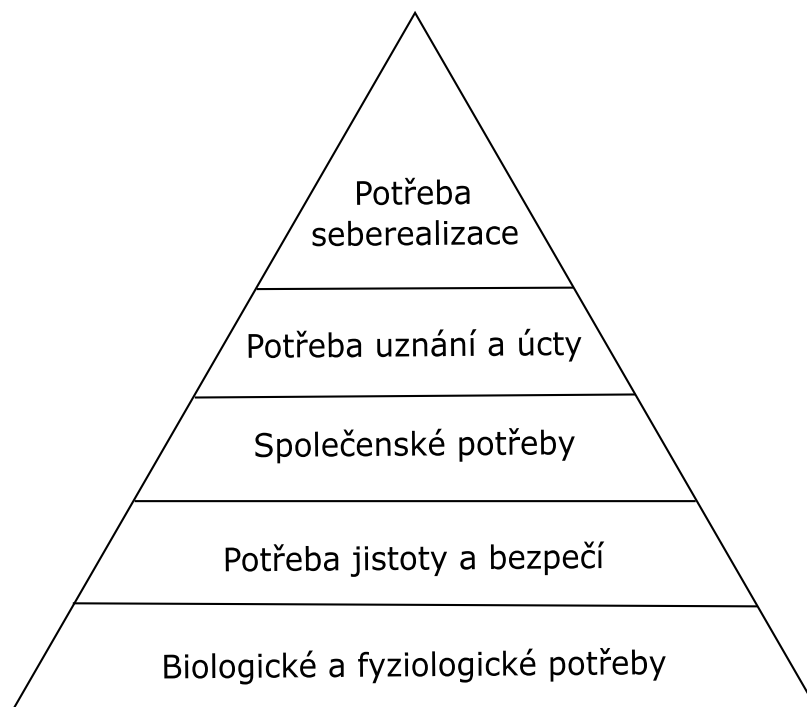 Potřeba
seberealizace
Potřeba uznání a úcty
Společenské potřeby
Potřeba jistoty a bezpečí
Biologické a fyziologické potřeby